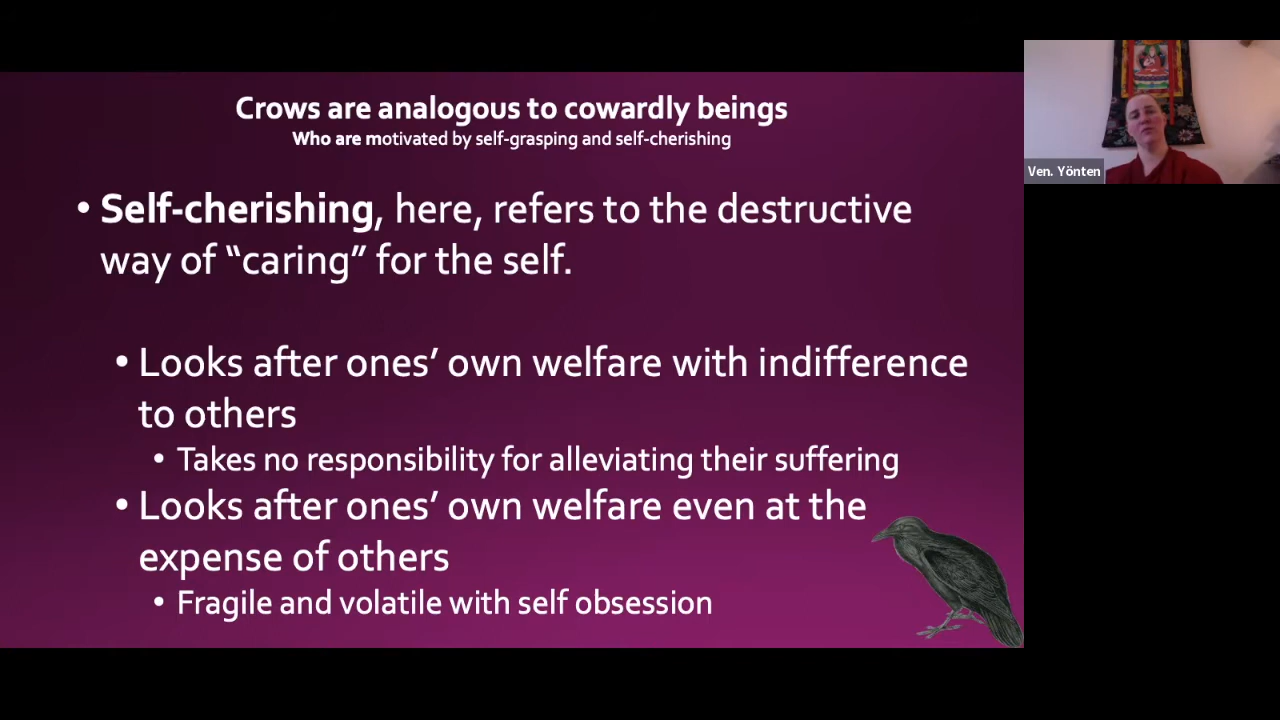 Crows are analogous to cowardly beings
Who are motivated by self-grasping and self-cherishing
• Self-cherishing, here, refers to the destructive
way of “caring” for the self.
• Looks after ones’ own welfare with indifference
to others
• Takes no responsibility for alleviating their suffering
• Looks after ones’ own welfare even at the
expense of others
• Fragile and volatile with self obsession
Ven. Yönten